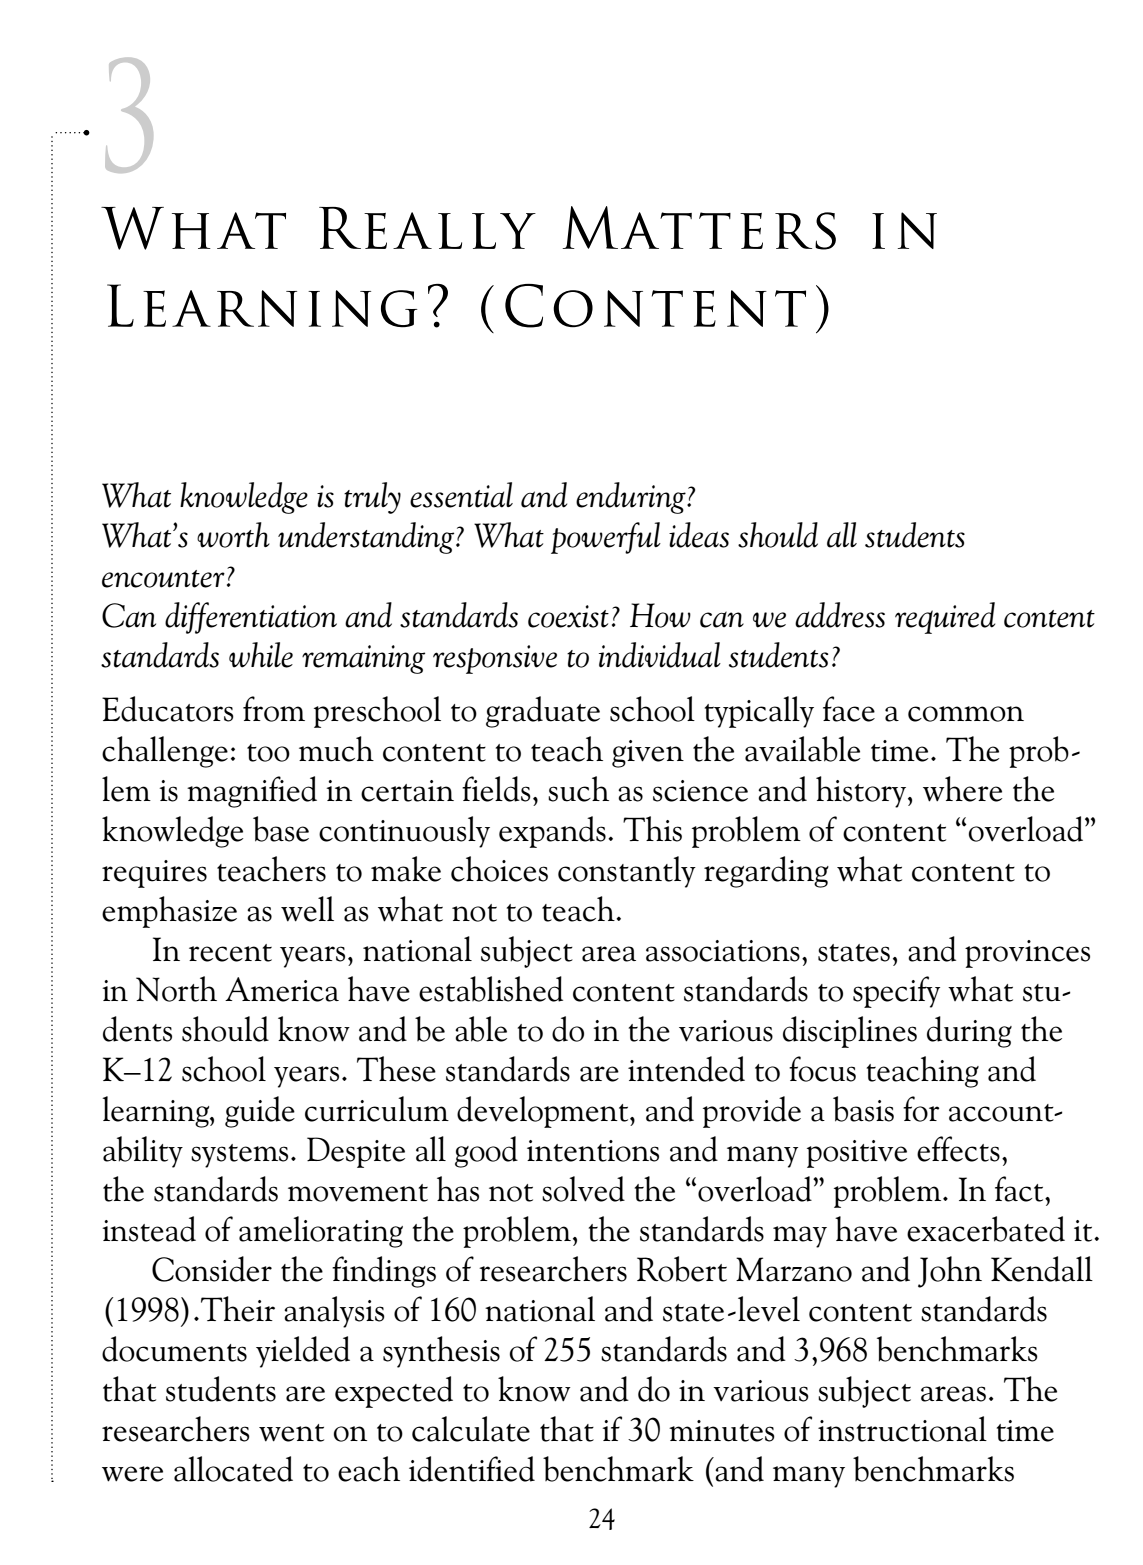 3
What Really Matters in
Learning? (Content)
What knowledge is truly essential and enduring?
What’s worth understanding? What powerful ideas should all students
encounter?
Can differentiation and standards coexist? How can we address required content
standards while remaining responsive to individual students?
Educators from preschool to graduate school typically face a common
challenge: too much content to teach given the available time. The prob-
lem is magnified in certain fields, such as science and history, where the
knowledge base continuously expands. This problem of content “overload”
requires teachers to make choices constantly regarding what content to
emphasize as well as what not to teach.
In recent years, national subject area associations, states, and provinces
in North America have established content standards to specify what stu-
dents should know and be able to do in the various disciplines during the
K–12 school years. These standards are intended to focus teaching and
learning, guide curriculum development, and provide a basis for account-
ability systems. Despite all good intentions and many positive effects,
the standards movement has not solved the “overload” problem. In fact,
instead of ameliorating the problem, the standards may have exacerbated it.
Consider the findings of researchers Robert Marzano and John Kendall
(1998).Their analysis of 160 national and state-level content standards
documents yielded a synthesis of 255 standards and 3,968 benchmarks
that students are expected to know and do in various subject areas. The
researchers went on to calculate that if 30 minutes of instructional time
were allocated to each identified benchmark (and many benchmarks
24